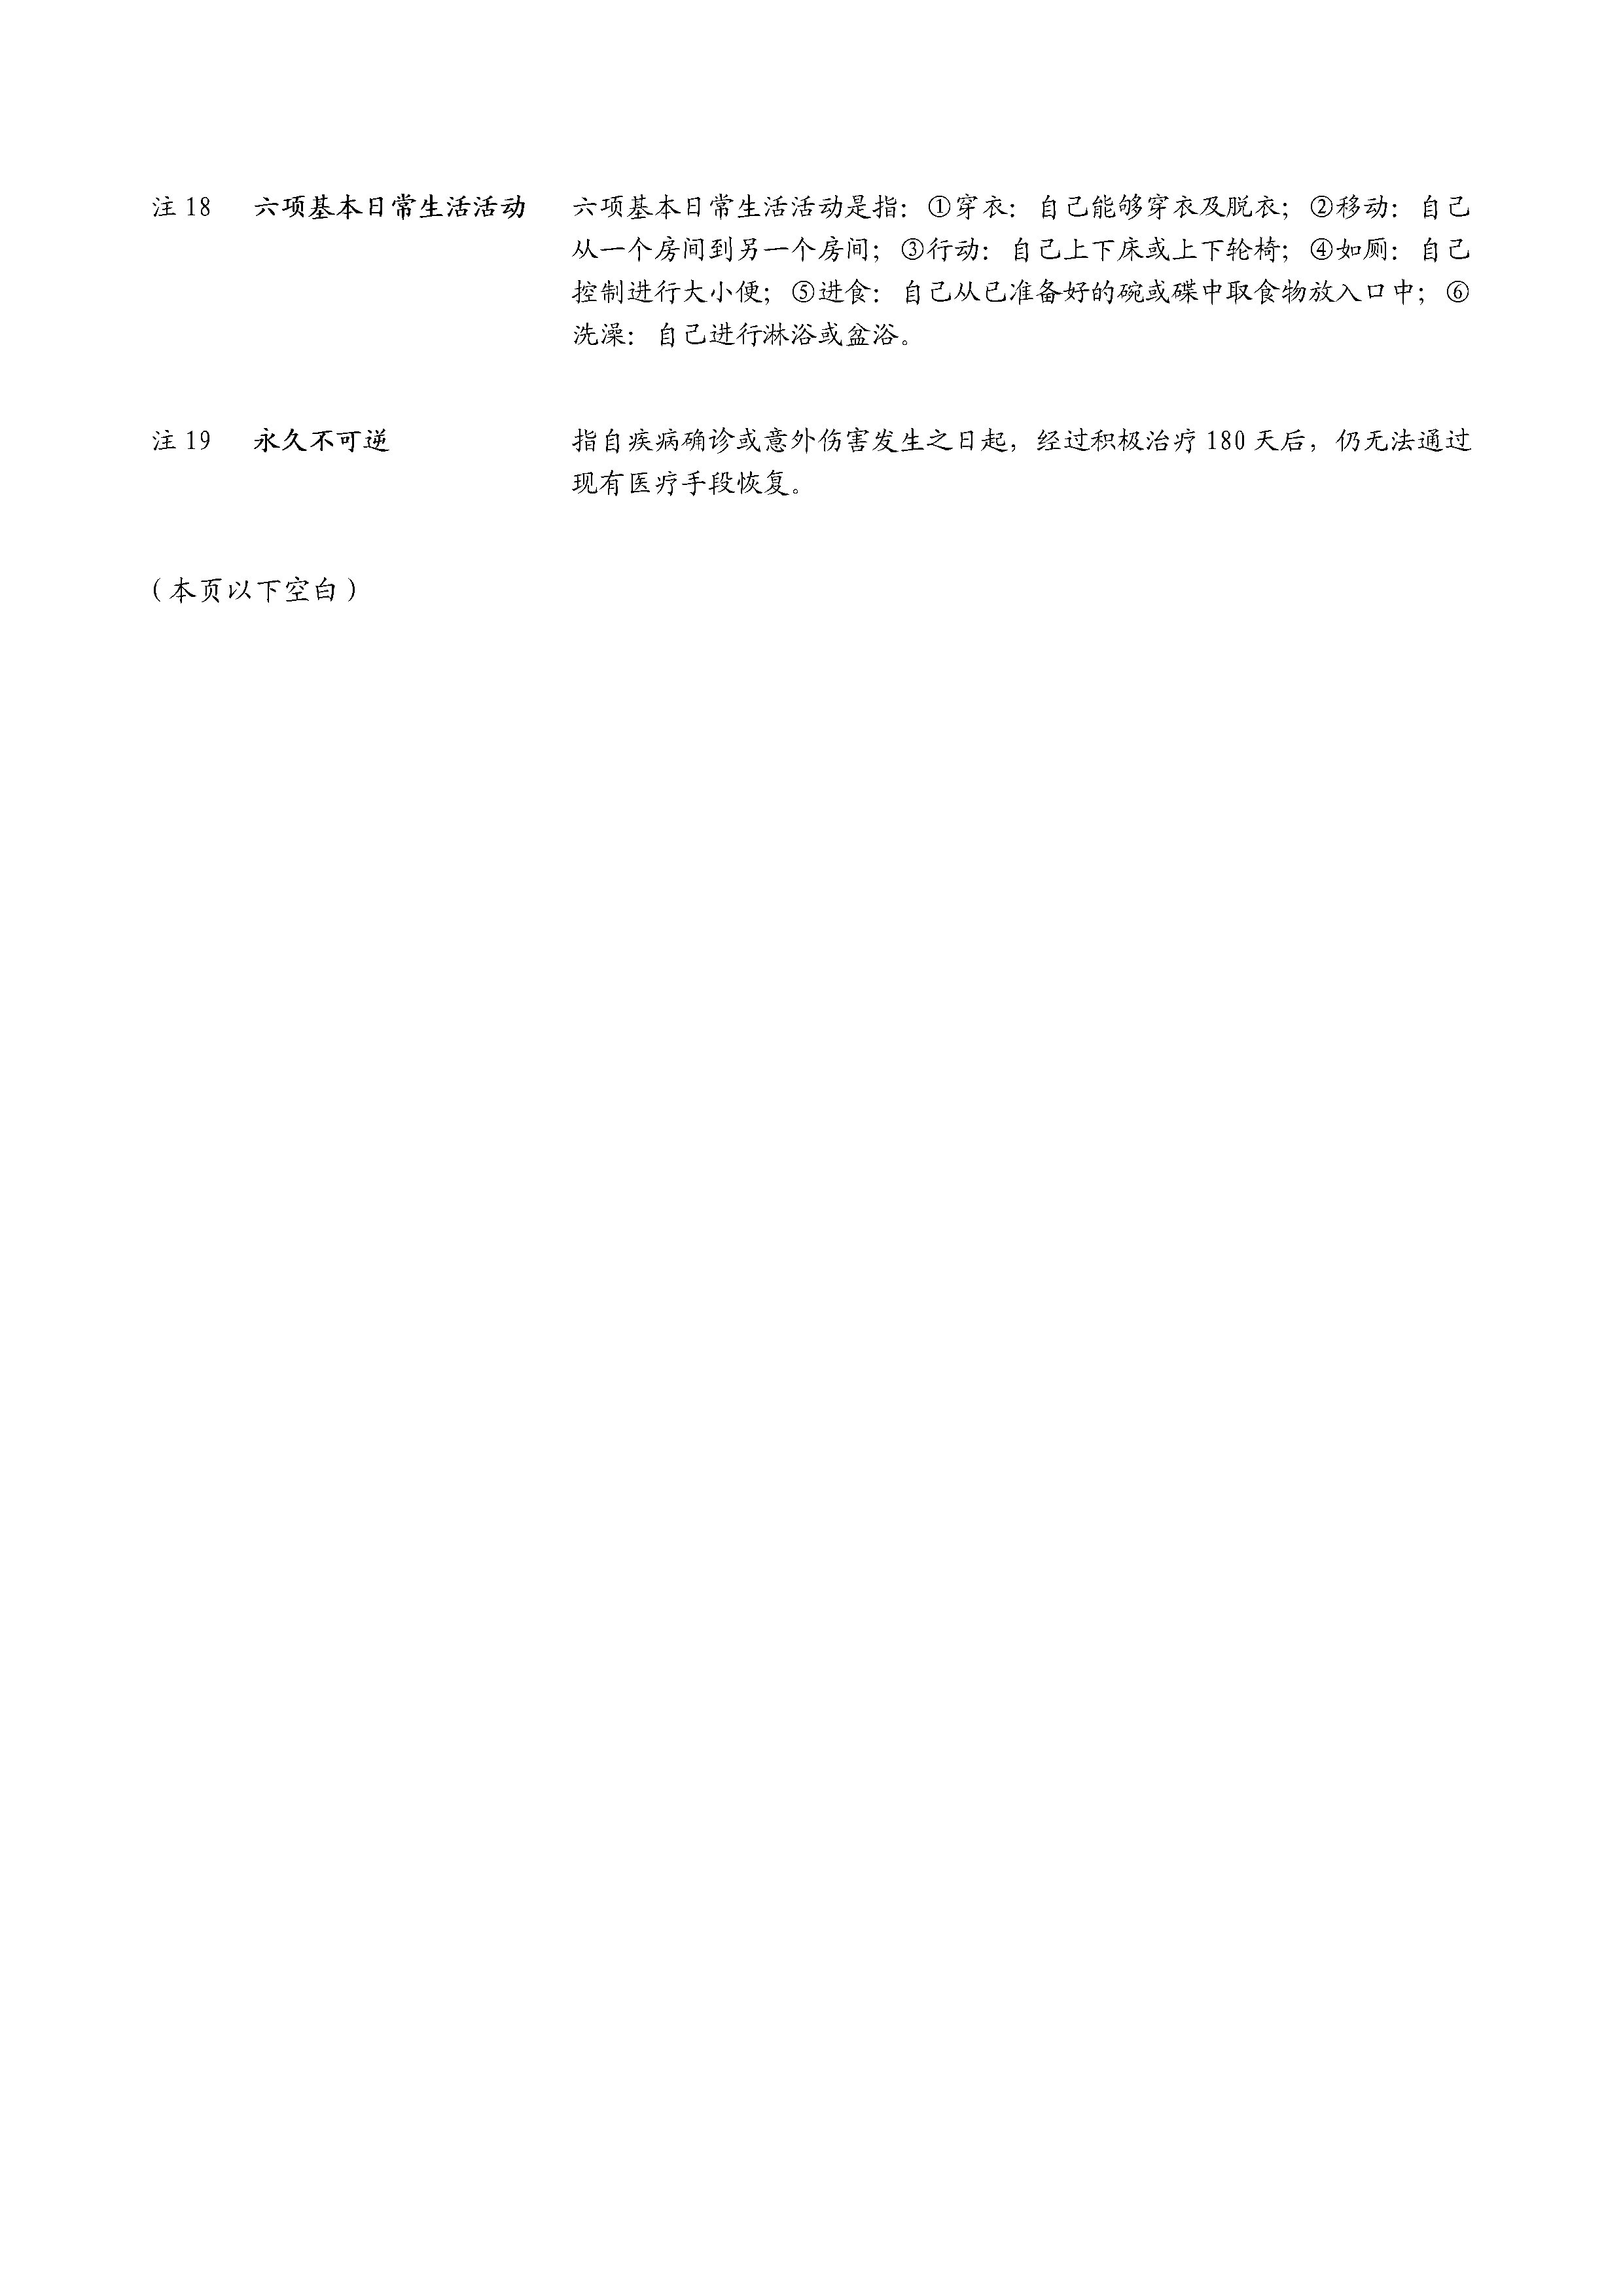 注 18 六项基本日常生活活动 六项基本日常生活活动是指：①穿衣：自己能够穿衣及脱衣；②移动：自己
从一个房间到另一个房间；③行动：自己上下床或上下轮椅；④如厕：自己
控制进行大小便；⑤进食：自己从已准备好的碗或碟中取食物放入口中；⑥
洗澡：自己进行淋浴或盆浴。
注 19 永久不可逆 指自疾病确诊或意外伤害发生之日起，经过积极治疗 180 天后，仍无法通过
现有医疗手段恢复。
（本页以下空白）